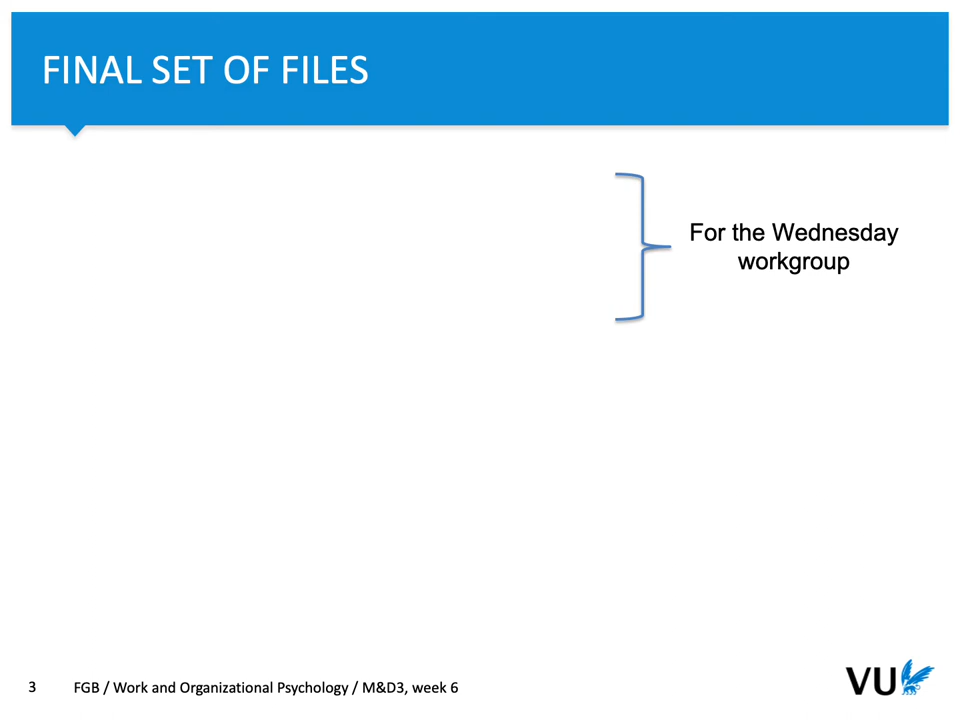 FINAL SET OF FILES
For the Wednesday
workgroup
3 FGB / Work and Organizational Psychology / M&D3, week 6
VU